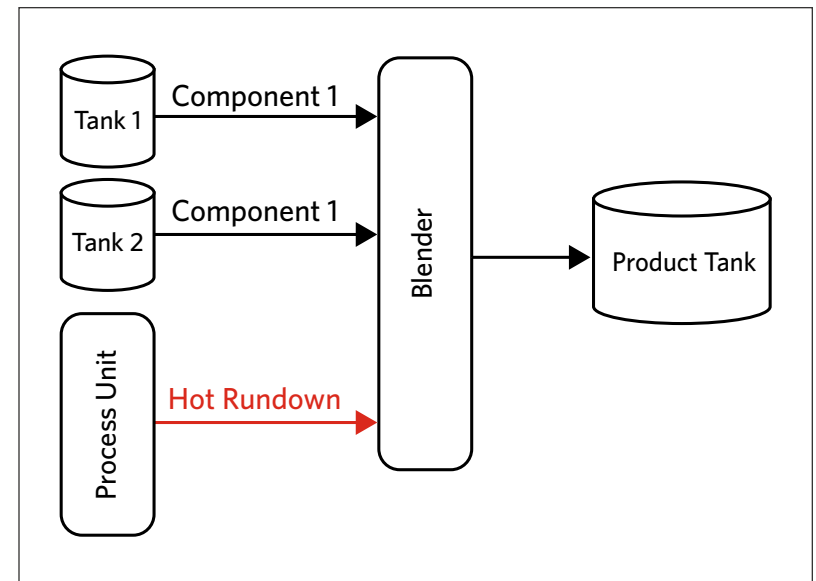 Tank 1
Component 1
Tank 2
Component 1
Process Unit
Hot Rundown
Blender
Product Tank